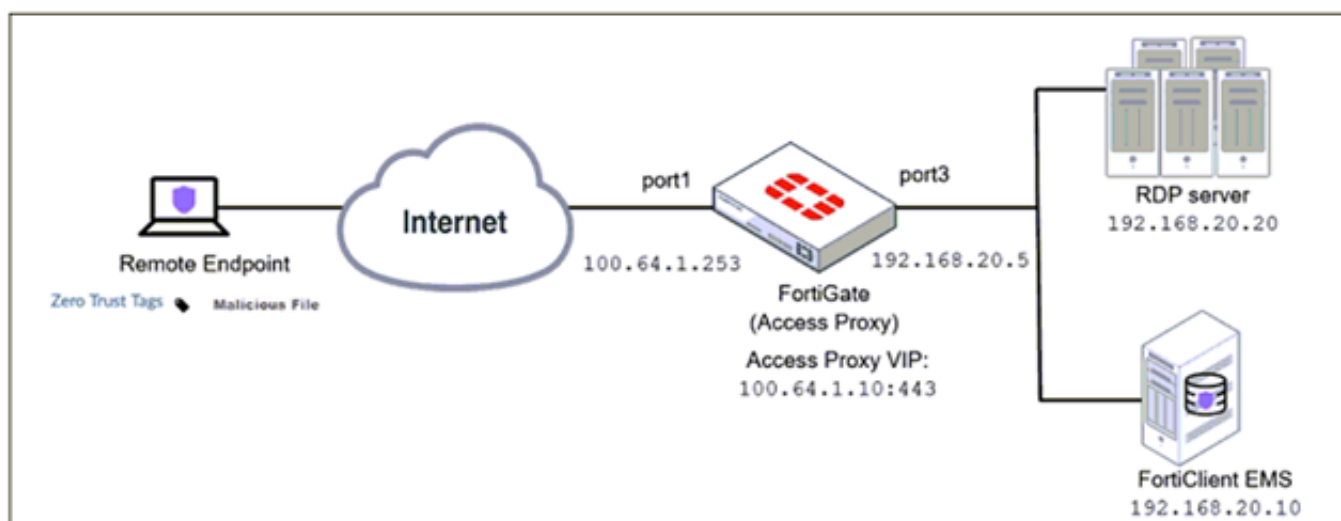 Remote Endpoint
Zero Trust Tags Malicious File
Internet
port1
100.64.1.253
FortiGate
(Access Proxy)
Access Proxy VIP:
100.64.1.10:443
port3
192.168.20.5
RDP server
192.168.20.20
FortiClient EMS
192.168.20.10